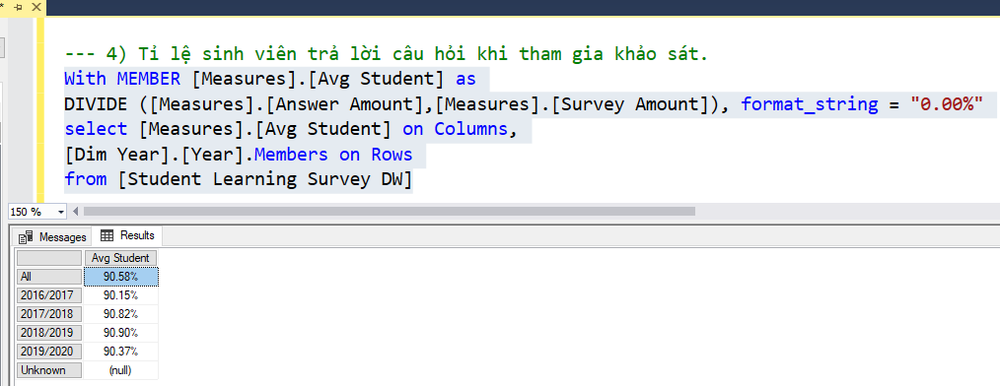 --- 4) Tỉ lệ sinh viên trả lời câu hỏi khi tham gia khảo sát.
With MEMBER [Measures].[Avg Student] as
DIVIDE ([Measures].[Answer Amount],[Measures].[Survey Amount]), format_string = "0.00%"
select [Measures].[Avg Student] on Columns,
[Dim Year].[Year].Members on Rows
from [Student Learning Survey DW]
150 %
Messages Results
Avg Student
All 90.58%
2016/2017 90.15%
2017/2018 90.82%
2018/2019 90.90%
2019/2020 90.37%
Unknown (null)